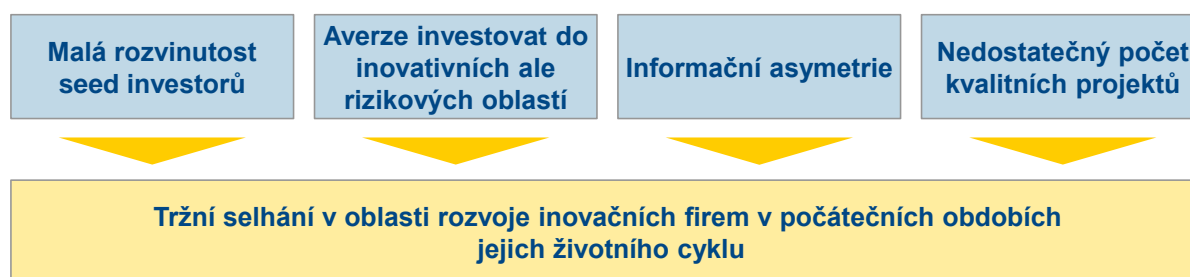 Malá rozvinutost
seed investorů
Averze investovat do
inovativních ale
rizikových oblastí
Informační asymetrie
Nedostatečný počet
kvalitních projektů
Tržní selhání v oblasti rozvoje inovačních firem v počátečních obdobích
jejich životního cyklu